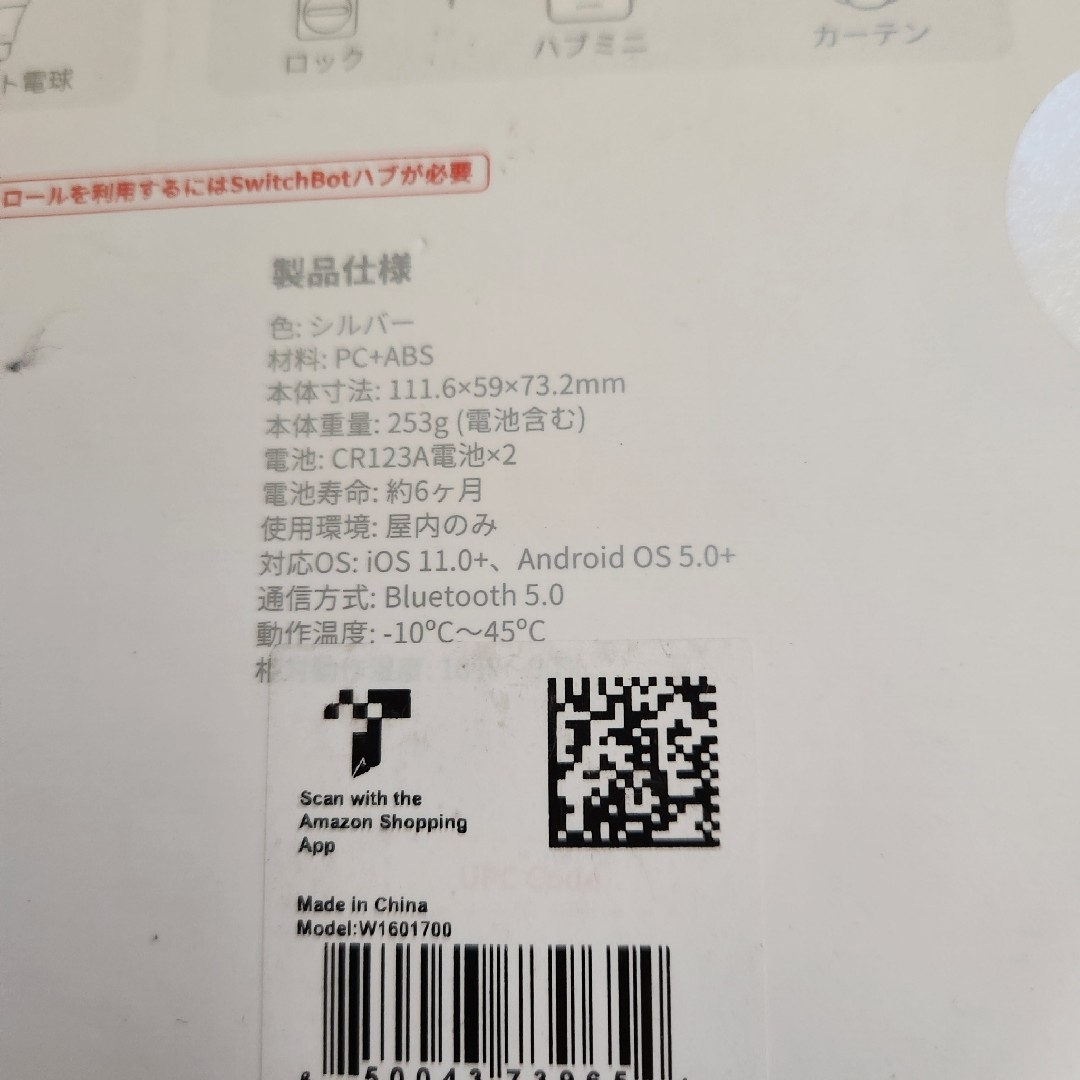 ト電球
ロック
ハブミニ
カーテン
ロールを利用するにはSwitchBotハブが必要
製品仕様
色: シルバー
材料: PC+ABS
本体寸法: 111.6×59×73.2mm
本体重量: 253g (電池含む)
電池: CR123A電池×2
電池寿命: 約6ヶ月
使用環境: 屋内のみ
対応OS: iOS 11.0+、Android OS 5.0+
通信方式: Bluetooth 5.0
動作温度: -10℃～45℃
Scan with the
Amazon Shopping
App
UPC Code
Made in China
Model:W1601700